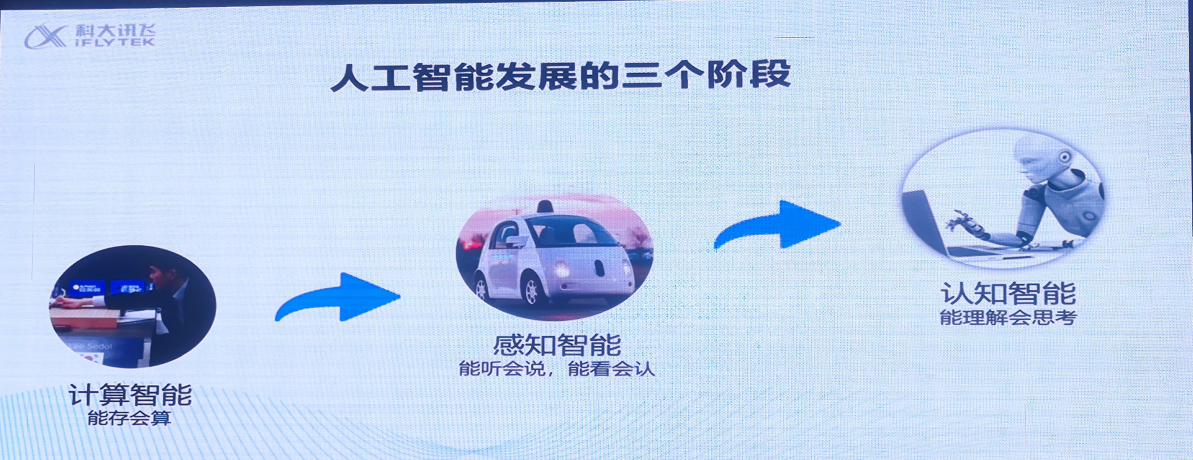 科大讯飞
iFLYTEK
人工智能发展的三个阶段
认知智能
能理解会思考
感知智能
能听会说，能看会认
Lee Sedol
计算智能
能存会算